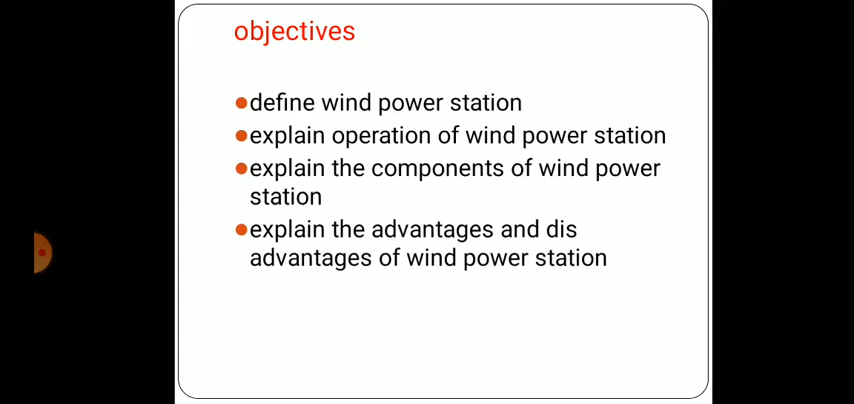 objectives
●define wind power station
●explain operation of wind power station
●explain the components of wind power
station
●explain the advantages and dis
advantages of wind power station